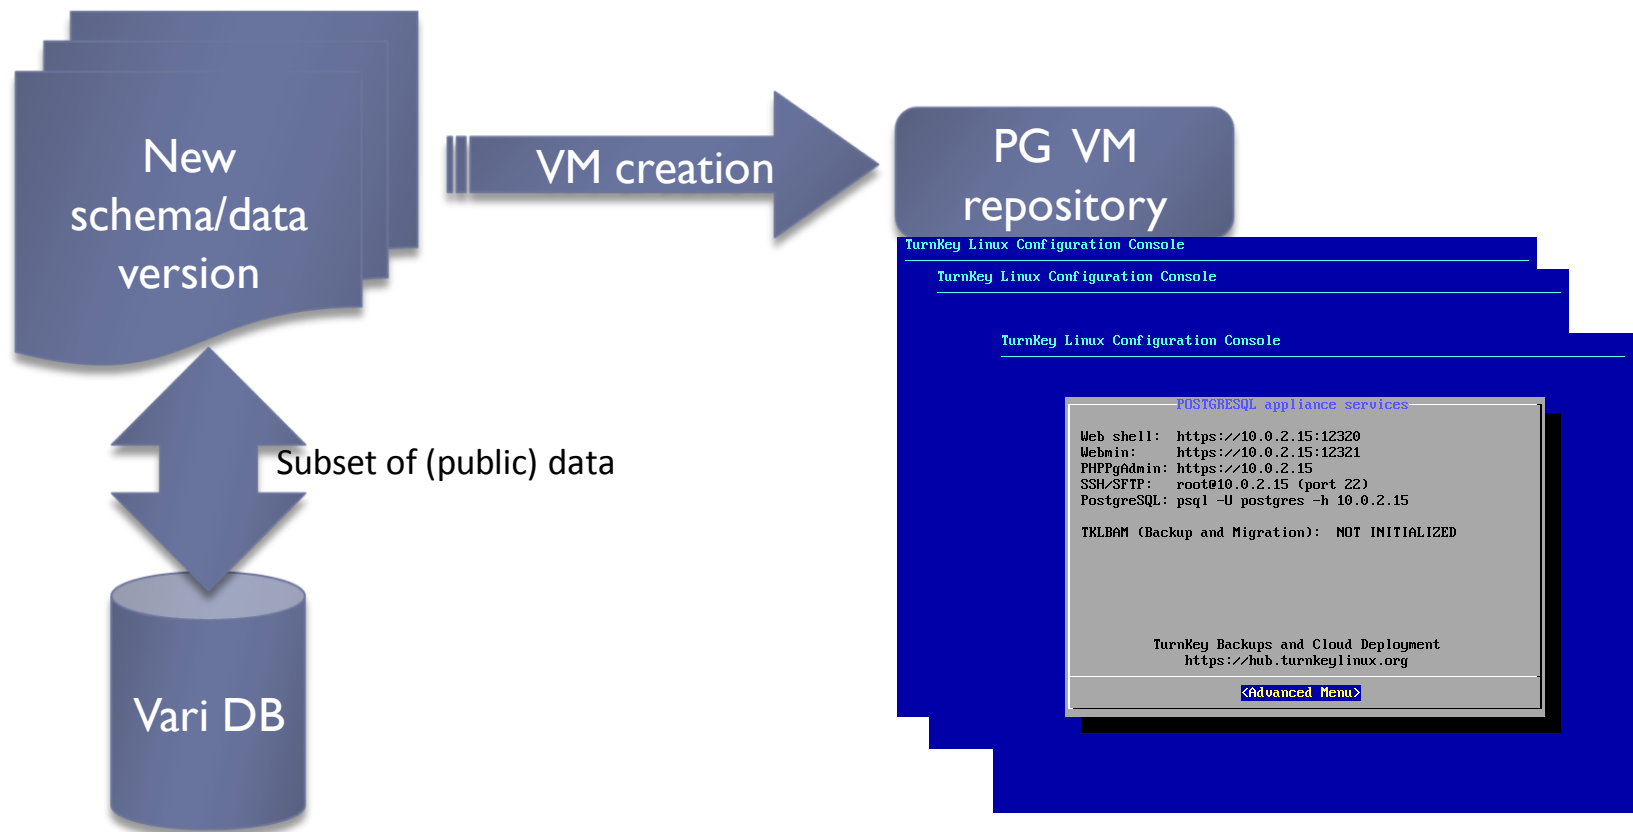 New
schema/data
version
VM creation
PG VM
repository
Subset of (public) data
Vari DB
TurnKey Linux Configuration Console
TurnKey Linux Configuration Console
TurnKey Linux Configuration Console
POSTGRESQL appliance services
Web shell: https://10.0.2.15:12320
Webmin: https://10.0.2.15:12321
PHPPgAdmin: https://10.0.2.15
SSH/SFTP: root@10.0.2.15 (port 22)
PostgreSQL: psql -U postgres -h 10.0.2.15
TKLBAM (Backup and Migration): NOT INITIALIZED
TurnKey Backups and Cloud Deployment
https://hub.turnkeylinux.org
<Advanced Menu>